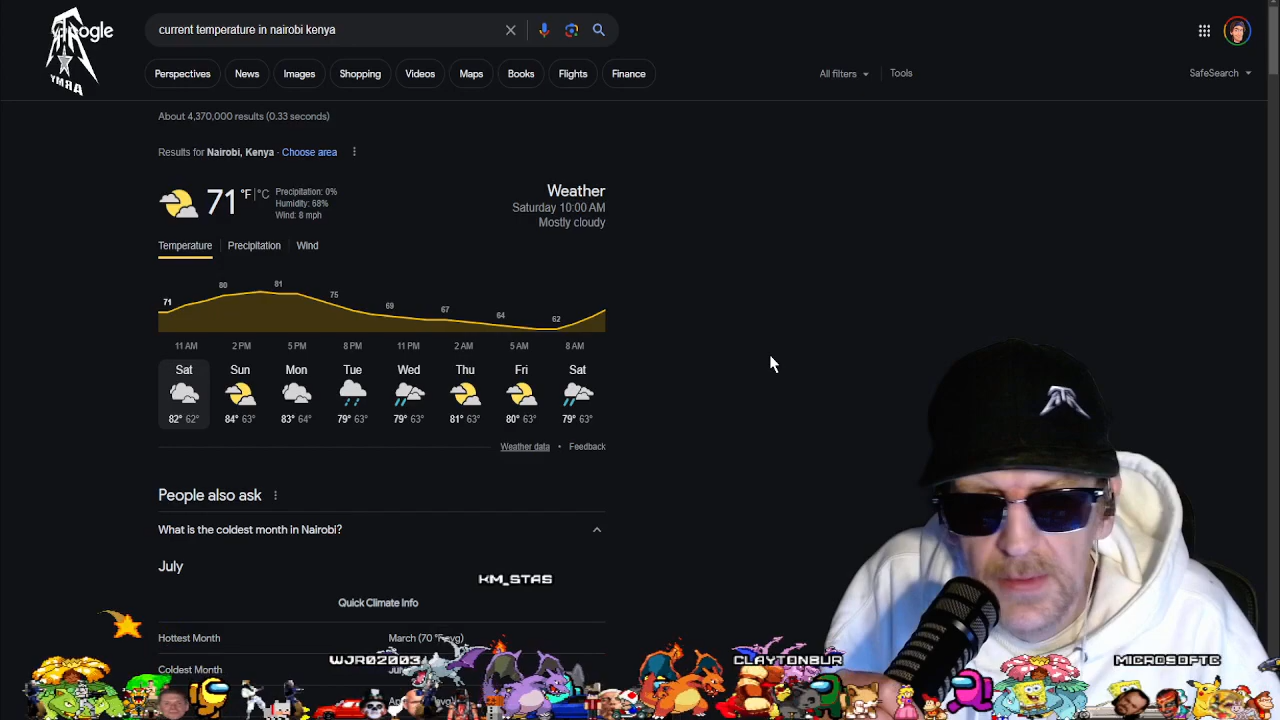 Google
ARMY
current temperature in nairobi kenya
Perspectives News Images Shopping Videos Maps Books Flights Finance
All filters Tools
SafeSearch
About 4,370,000 results (0.33 seconds)
Results for Nairobi, Kenya · Choose area
71 °F | °C
Precipitation: 0%
Humidity: 68%
Wind: 8 mph
Weather
Saturday 10:00 AM
Mostly cloudy
Temperature Precipitation Wind
71 80 81 75 69 67 64 62
11 AM 2 PM 5 PM 8 PM 11 PM 2 AM 5 AM 8 AM
Sat Sun Mon Tue Wed Thu Fri Sat
82° 62° 84° 63° 83° 64° 79° 63° 79° 63° 81° 63° 80° 63° 79° 63°
Weather data • Feedback
People also ask
What is the coldest month in Nairobi?
July
KM_STAS
Quick Climate Info
Hottest Month March (70 °F avg)
WJR02003 CLAYTONBUR MICROSOFTC
Coldest Month